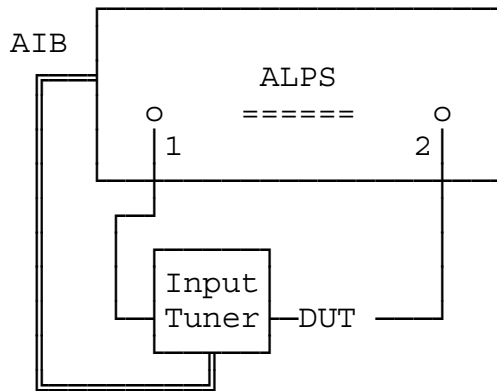 AIB
ALPS
o ====== o
1 2
Input
Tuner DUT